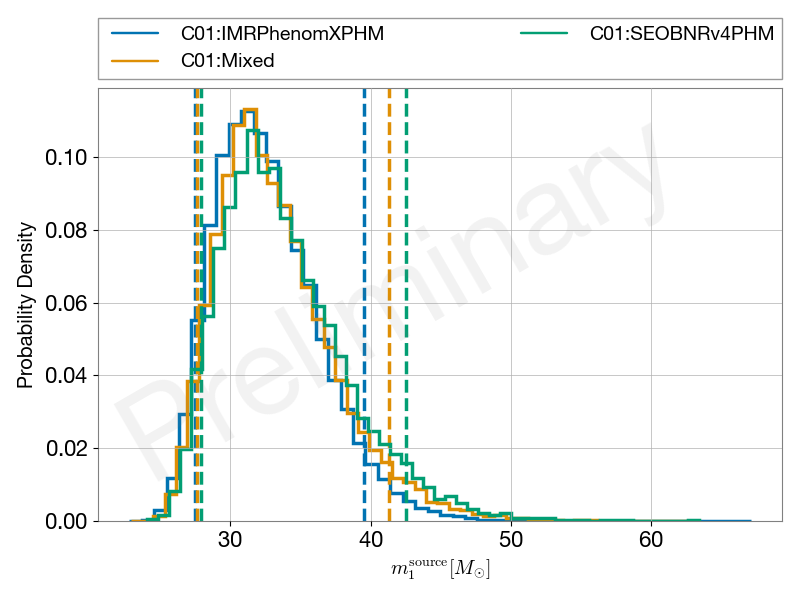 C01:IMRPhenomXPHM
C01:Mixed
C01:SEOBNRv4PHM
Preliminary
Probability Density
0.10
0.08
0.06
0.04
0.02
0.00
30 40 50 60
m₁^source [M_⊙]